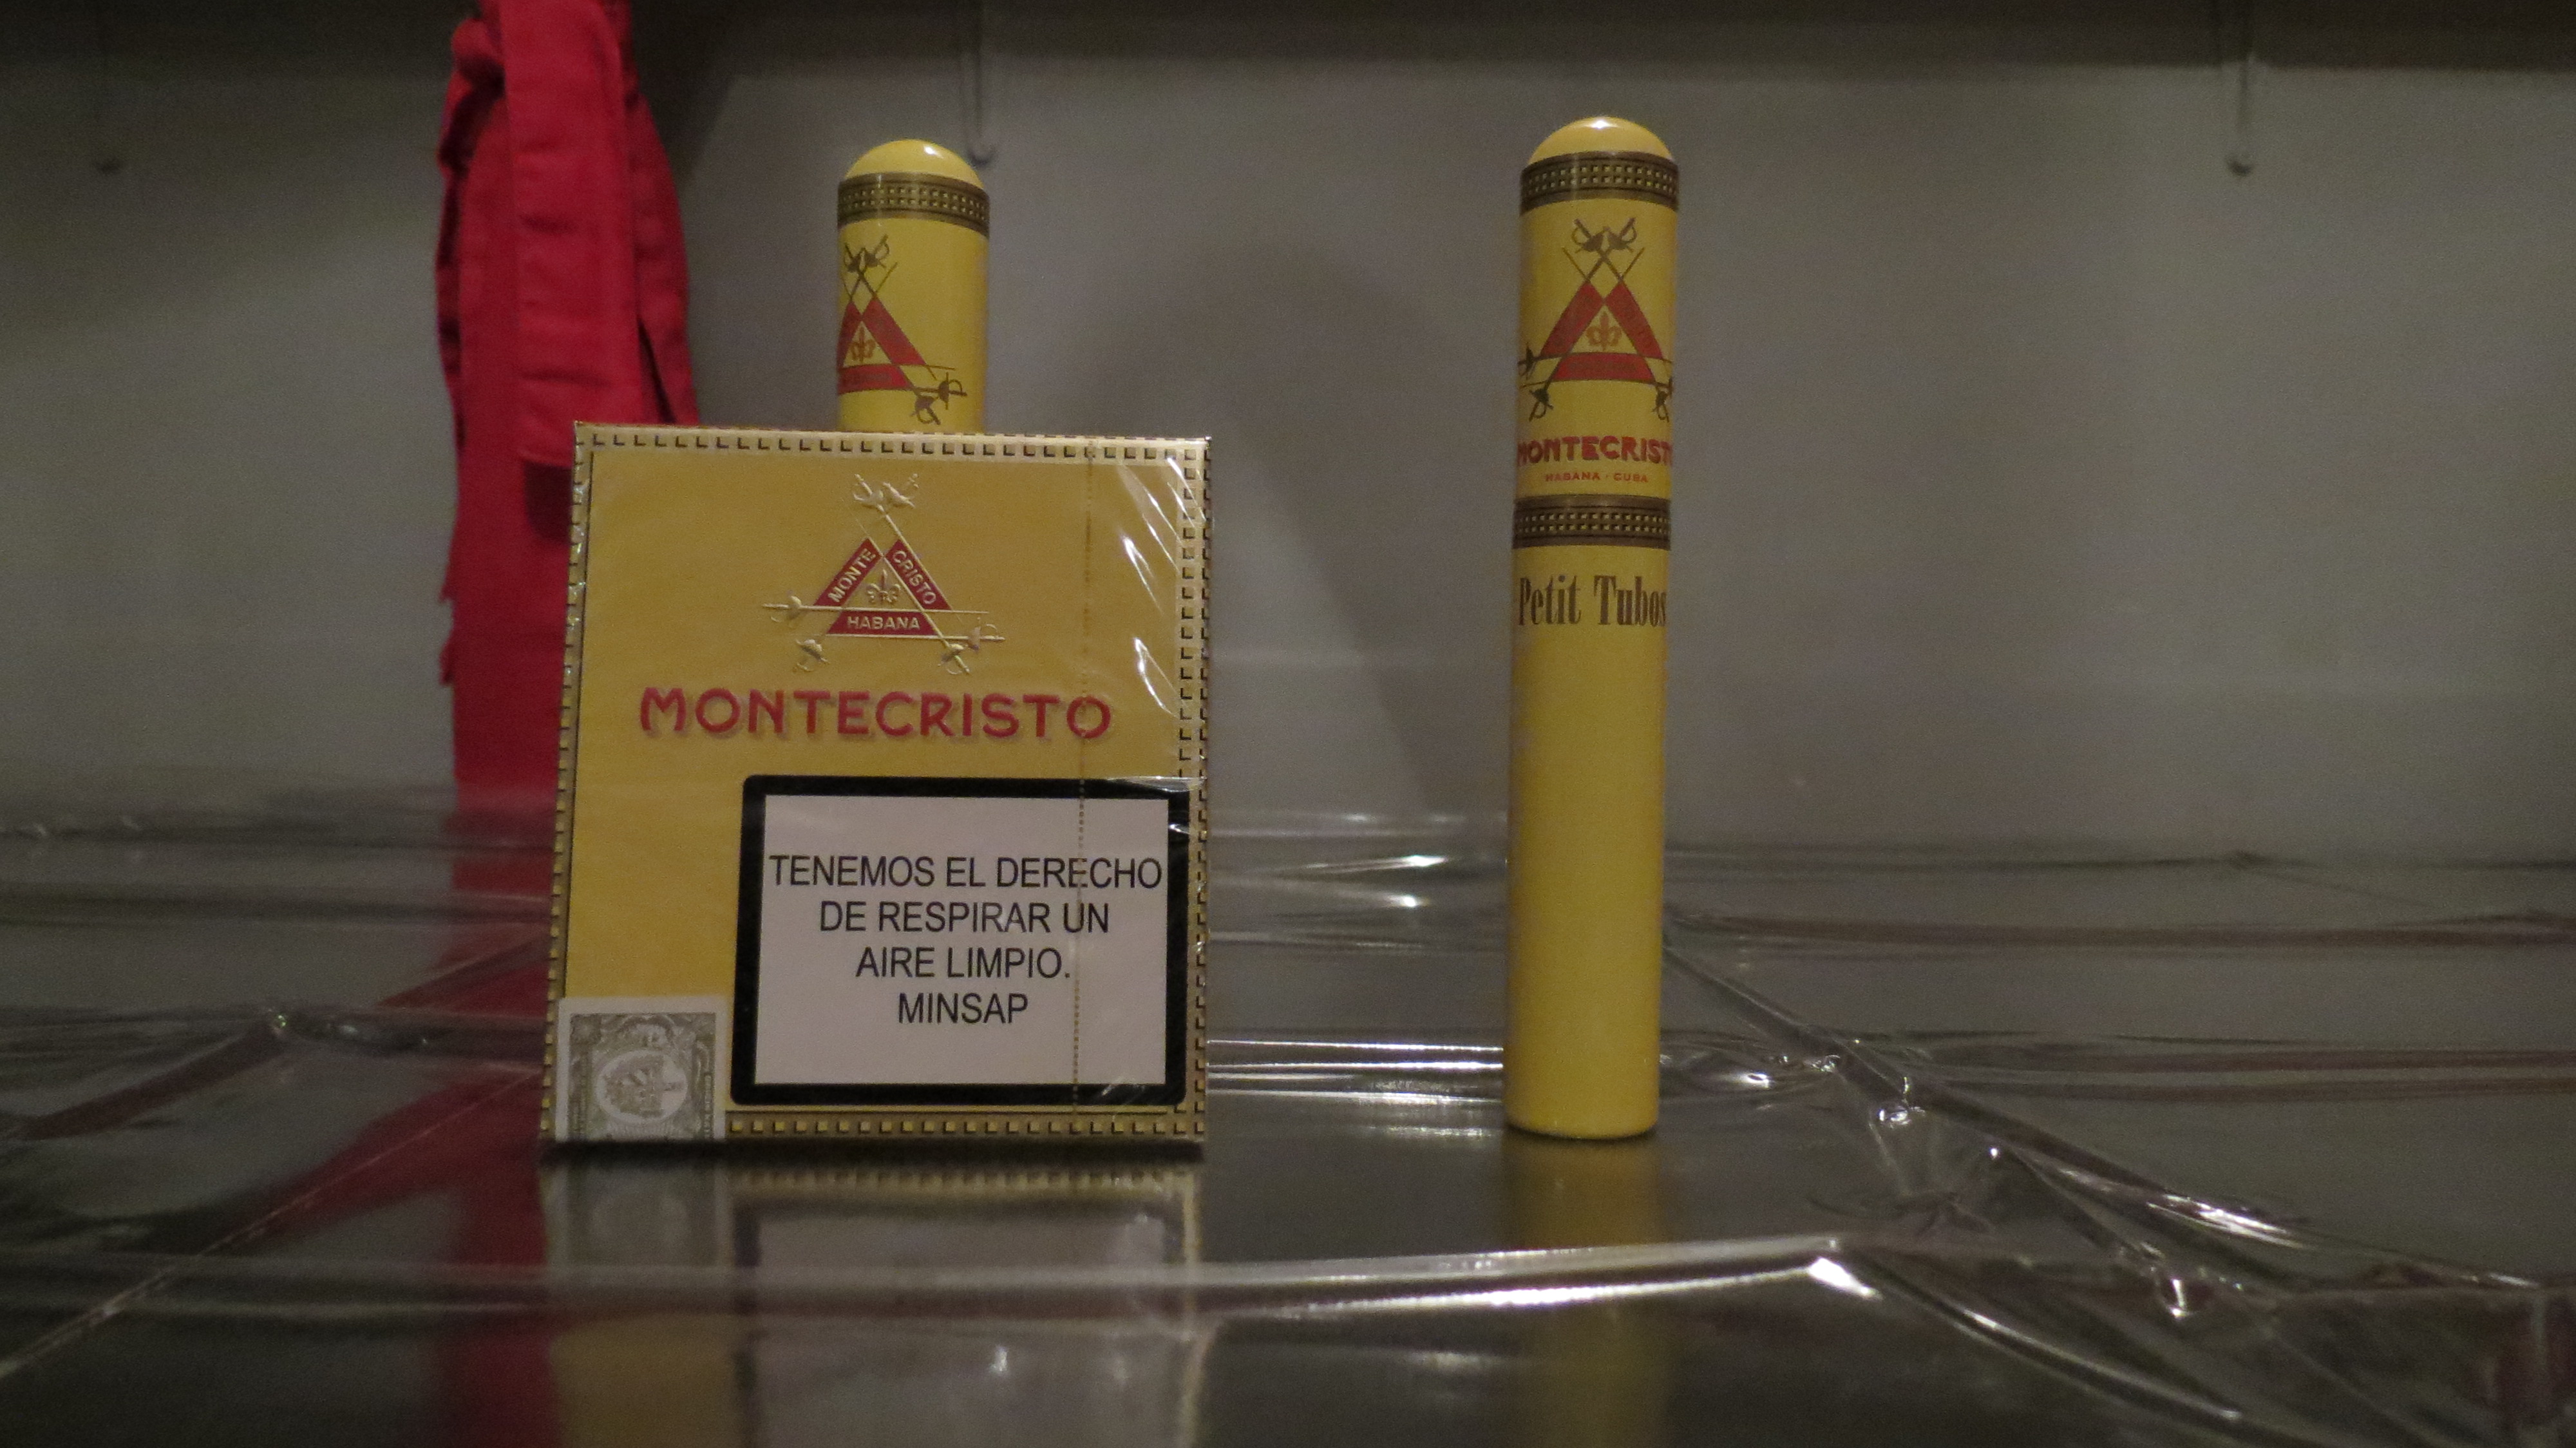 MONTE CRISTO
HABANA
MONTECRISTO
TENEMOS EL DERECHO
DE RESPIRAR UN
AIRE LIMPIO.
MINSAP
MONTECRISTO
HABANA · CUBA
Petit Tubos